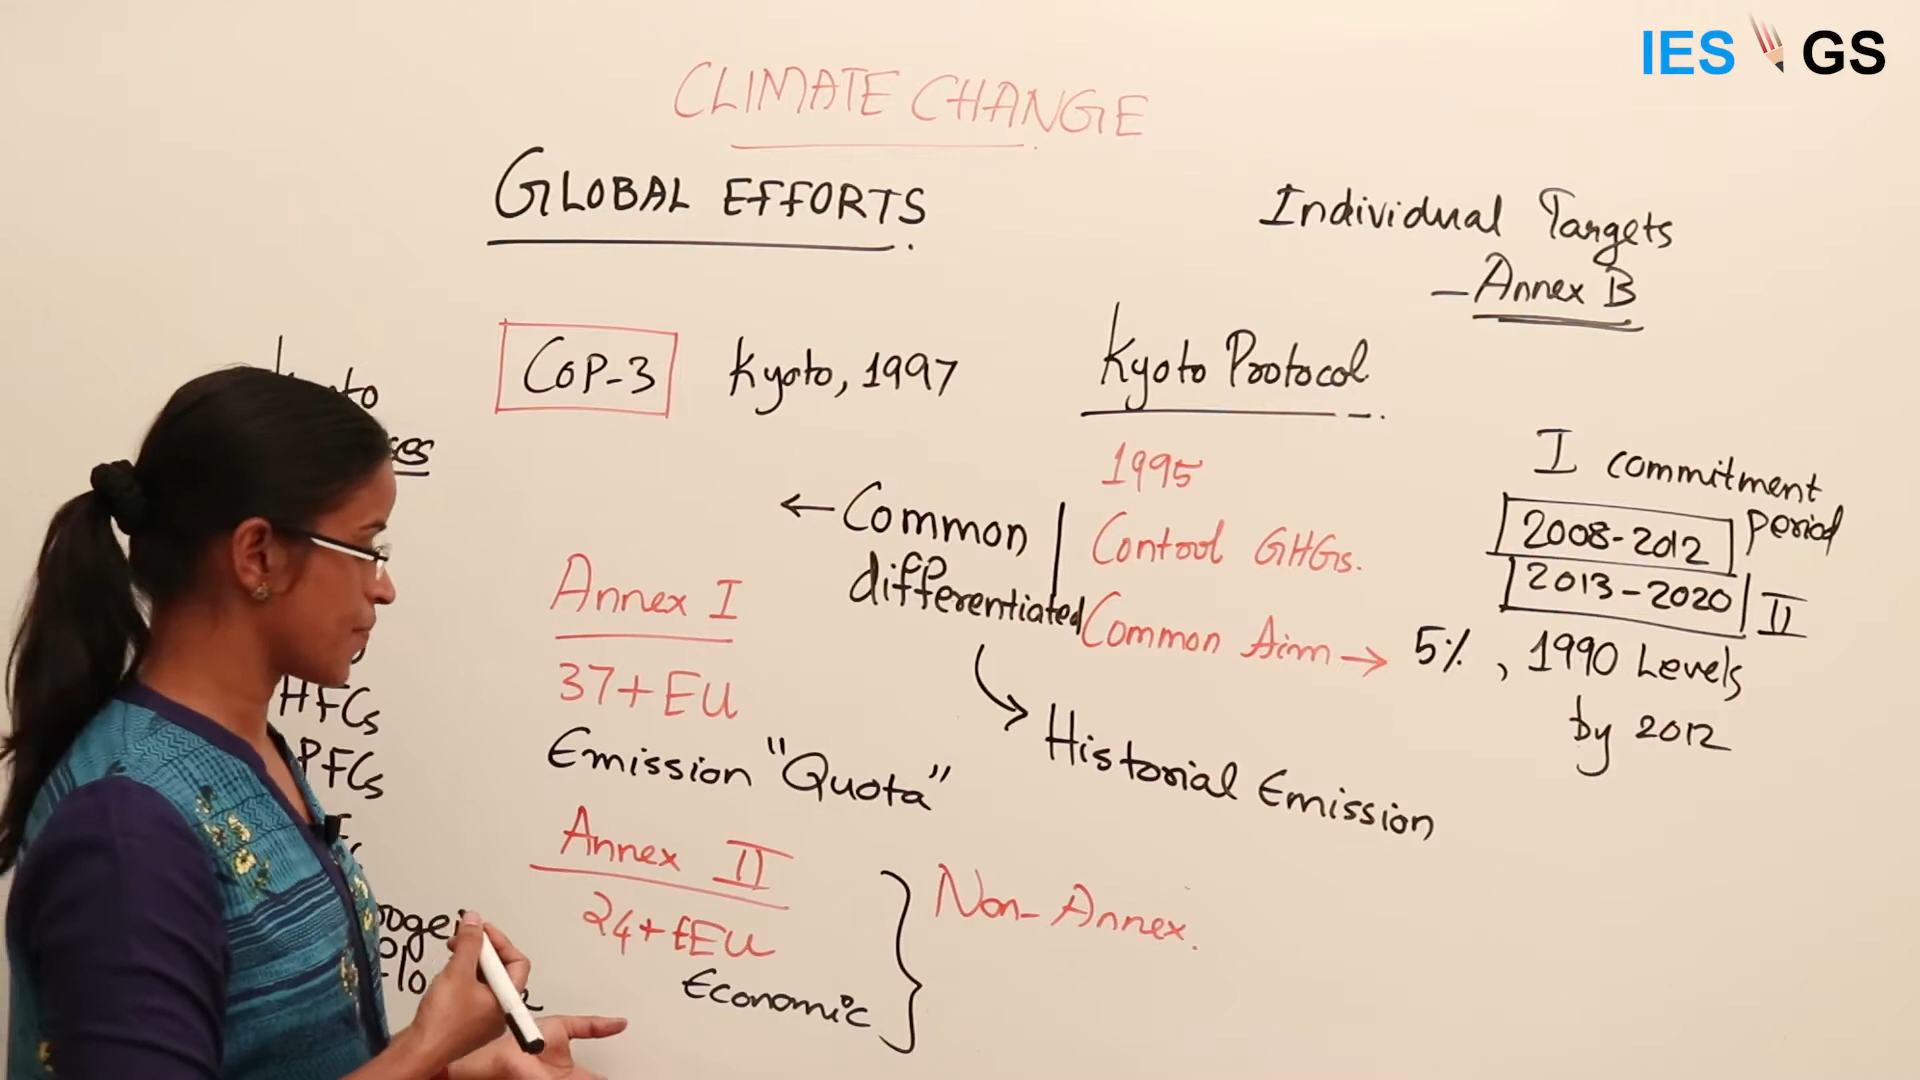 IES GS
CLIMATE CHANGE
GLOBAL EFFORTS
Individual Targets
- Annex B
CoP-3 Kyoto, 1997
Kyoto Protocol
1995
Control GHGs.
Common Aim → 5% , 1990 Levels
by 2012
I commitment
Period
2008-2012
2013-2020 II
← Common
differentiated
Historial Emission
Annex I
37+EU
Emission "Quota"
Annex II
24+EEU
Economic
Non-Annex.
HFCs
PFCs